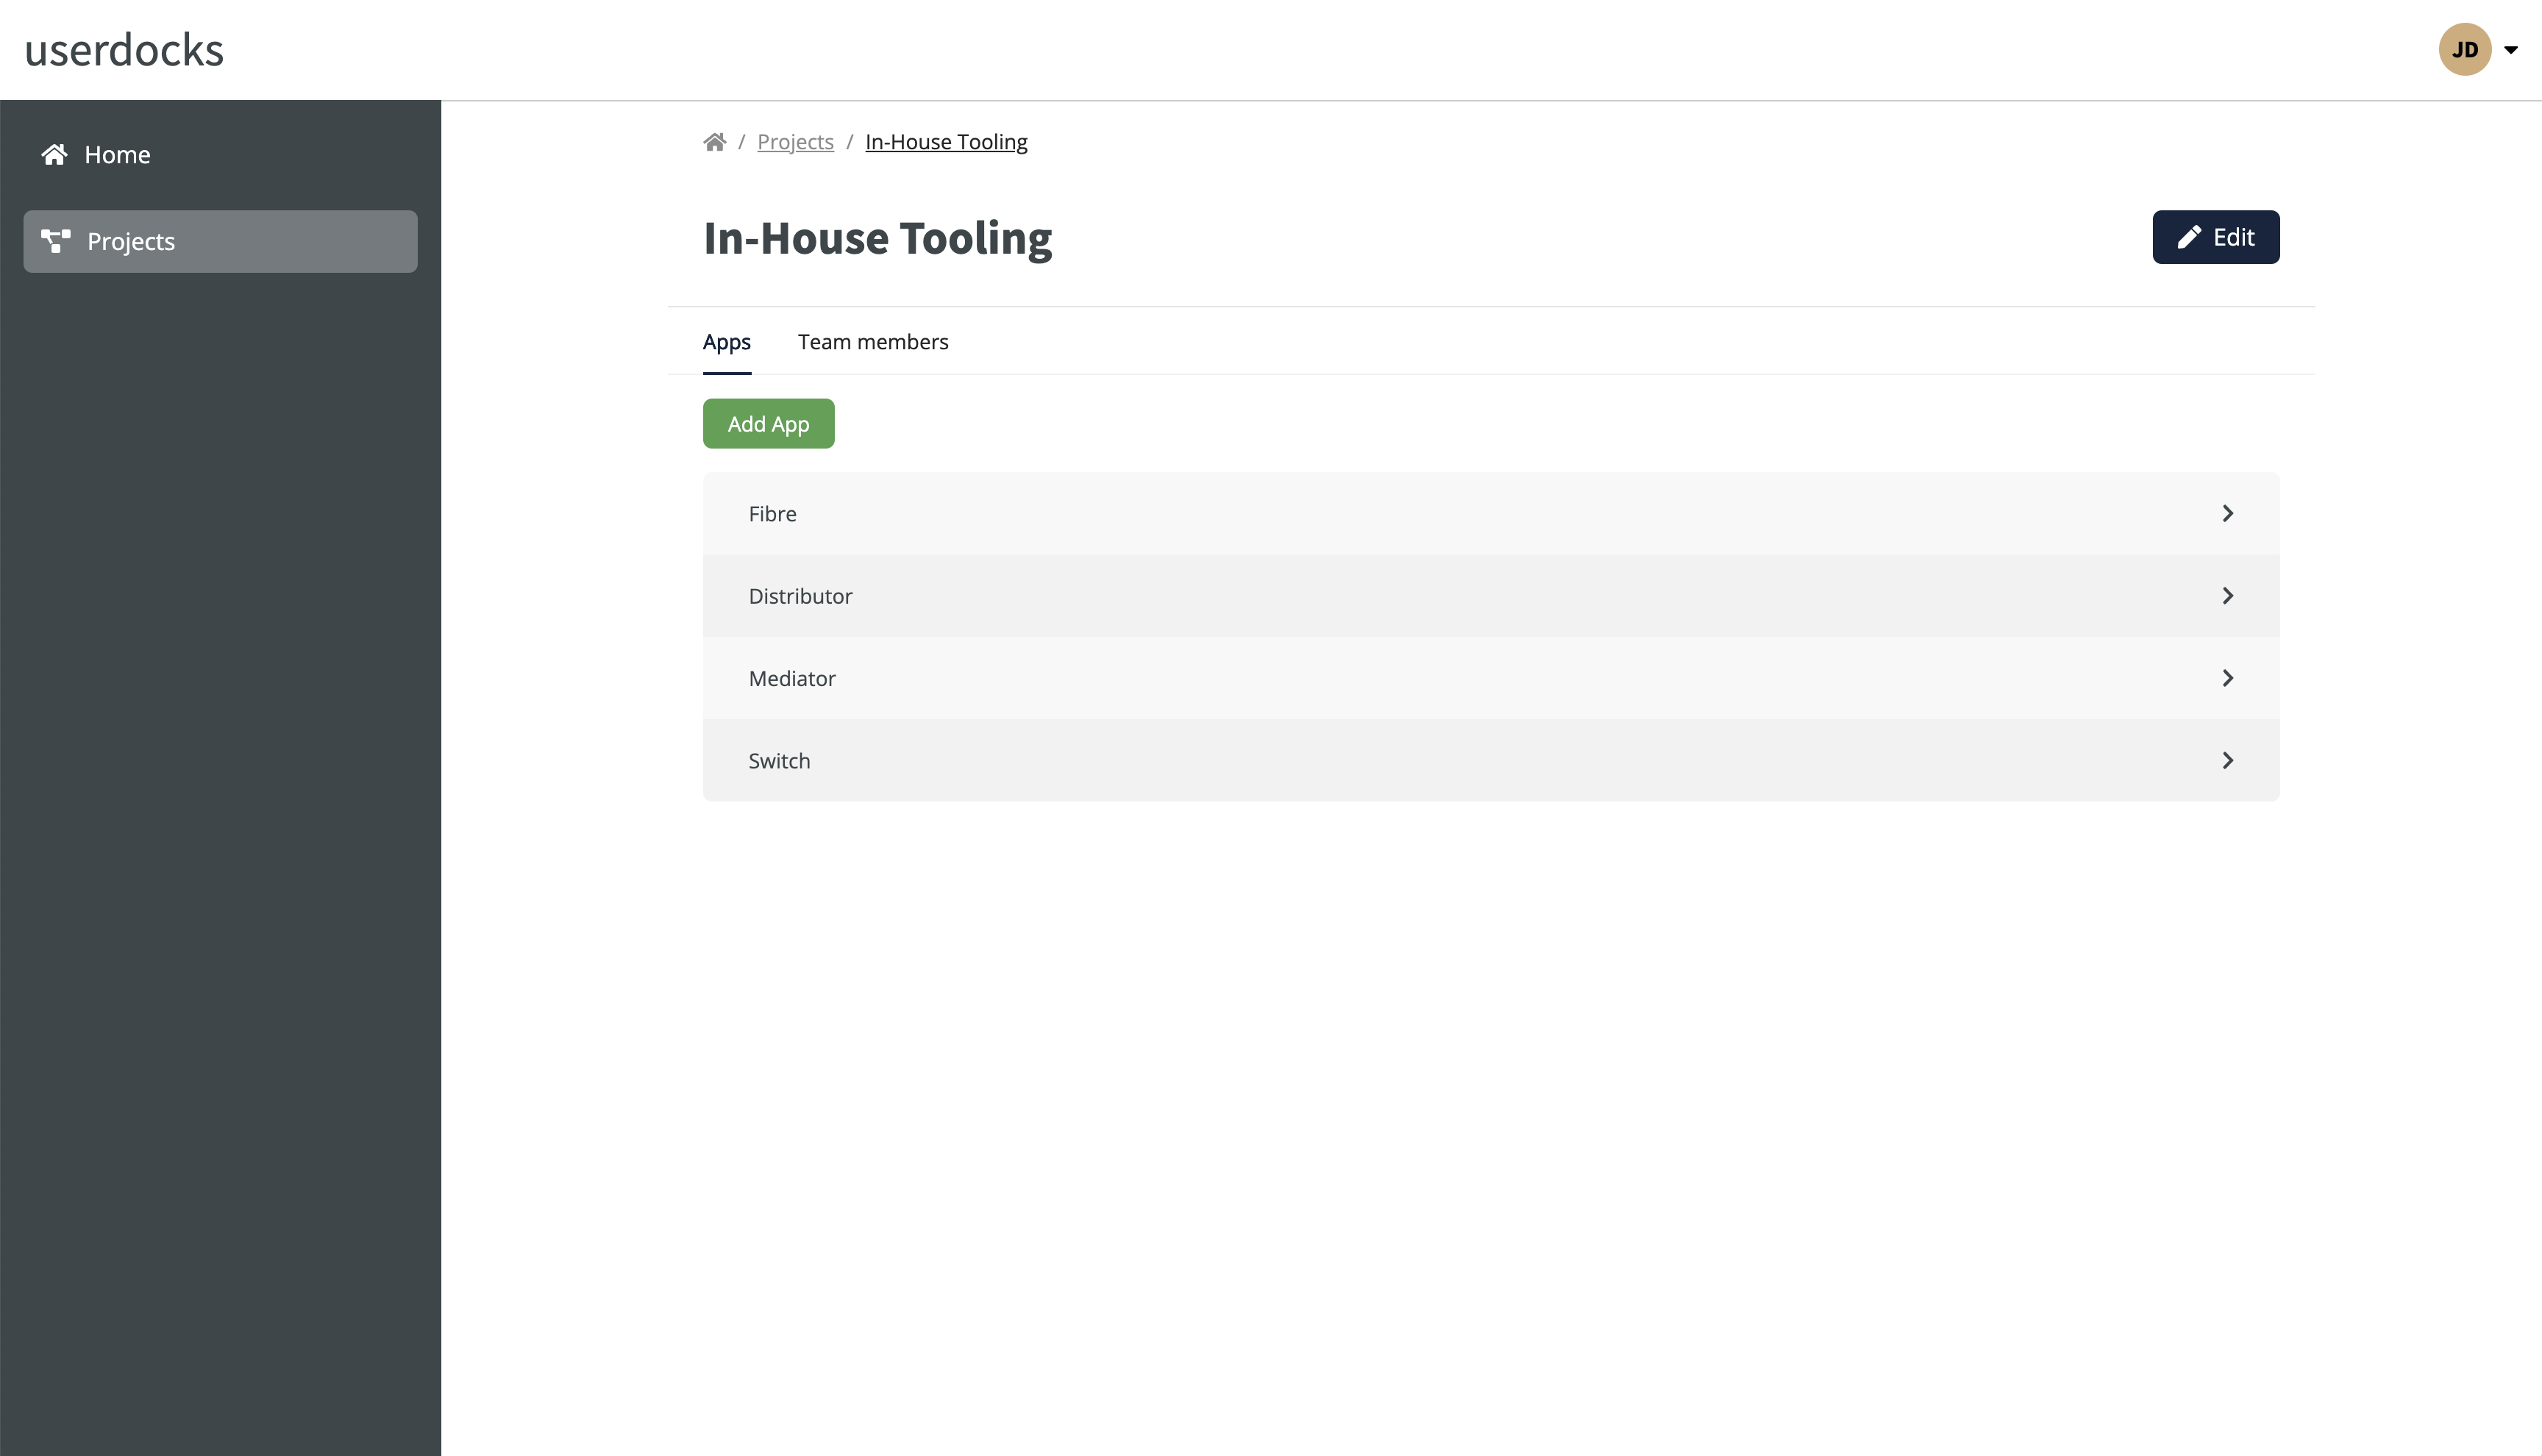 userdocks
JD
Home
Projects
/ Projects / In-House Tooling
In-House Tooling
Edit
Apps
Team members
Add App
Fibre
Distributor
Mediator
Switch